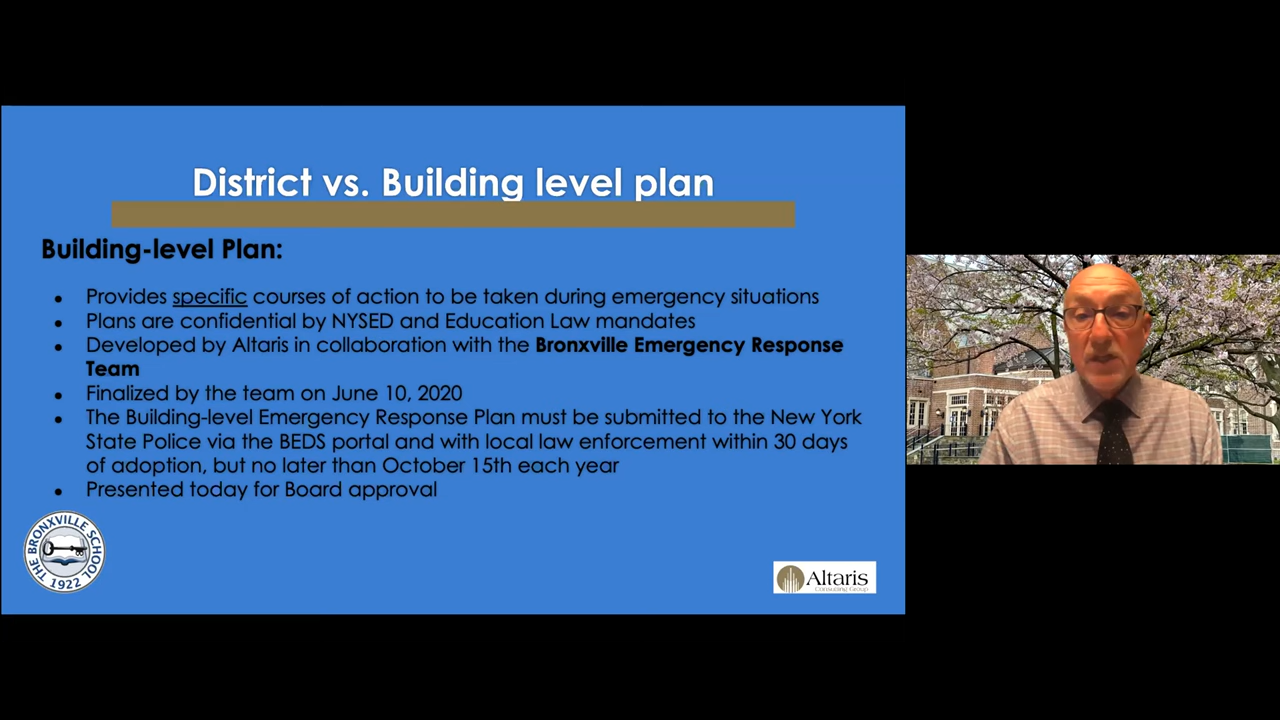 District vs. Building level plan
Building-level Plan:
● Provides specific courses of action to be taken during emergency situations
● Plans are confidential by NYSED and Education Law mandates
● Developed by Altaris in collaboration with the Bronxville Emergency Response
Team
● Finalized by the team on June 10, 2020
● The Building-level Emergency Response Plan must be submitted to the New York
State Police via the BEDS portal and with local law enforcement within 30 days
of adoption, but no later than October 15th each year
● Presented today for Board approval
THE BRONXVILLE SCHOOL
1922
Altaris
Consulting Group